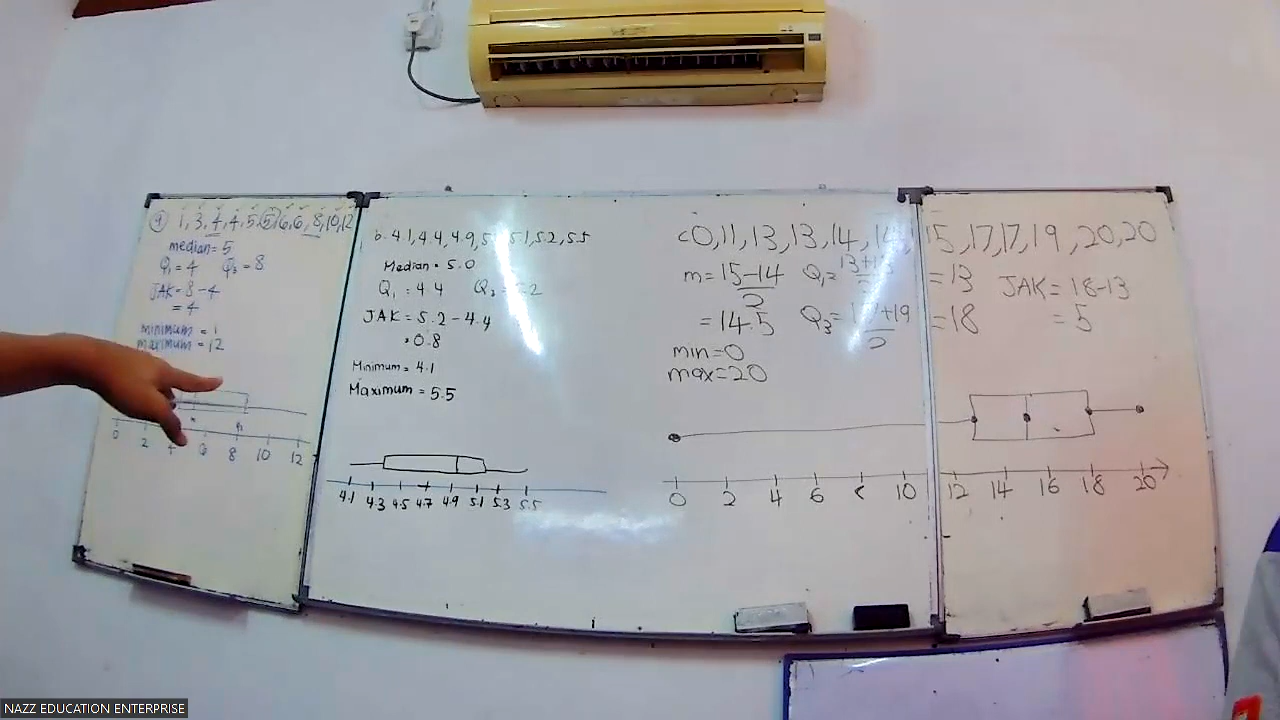 1, 3, 4, 4, 5, 5, 6, 6, 8, 10, 12
median = 5
Q₁ = 4 Q₃ = 8
JAK = 8 - 4
= 4
minimum = 1
maximum = 12
0 2 4 6 8 10 12
b. 4.1, 4.4, 4.9, 5.1, 5.2, 5.5
Median = 5.0
Q₁ = 4.4
JAK = 5.2 - 4.4
= 0.8
Minimum = 4.1
Maximum = 5.5
4.1 4.3 4.5 4.7 4.9 5.1 5.3 5.5
c. 0, 11, 13, 13, 14, 14, 15, 17, 17, 19, 20, 20
m = 15-14 / 2
= 14.5
Q₁ = 13+13 / 2 = 13
Q₃ = 17+19 / 2 = 18
JAK = 18-13
= 5
min = 0
max = 20
0 2 4 6 10 12 14 16 18 20
NAZZ EDUCATION ENTERPRISE